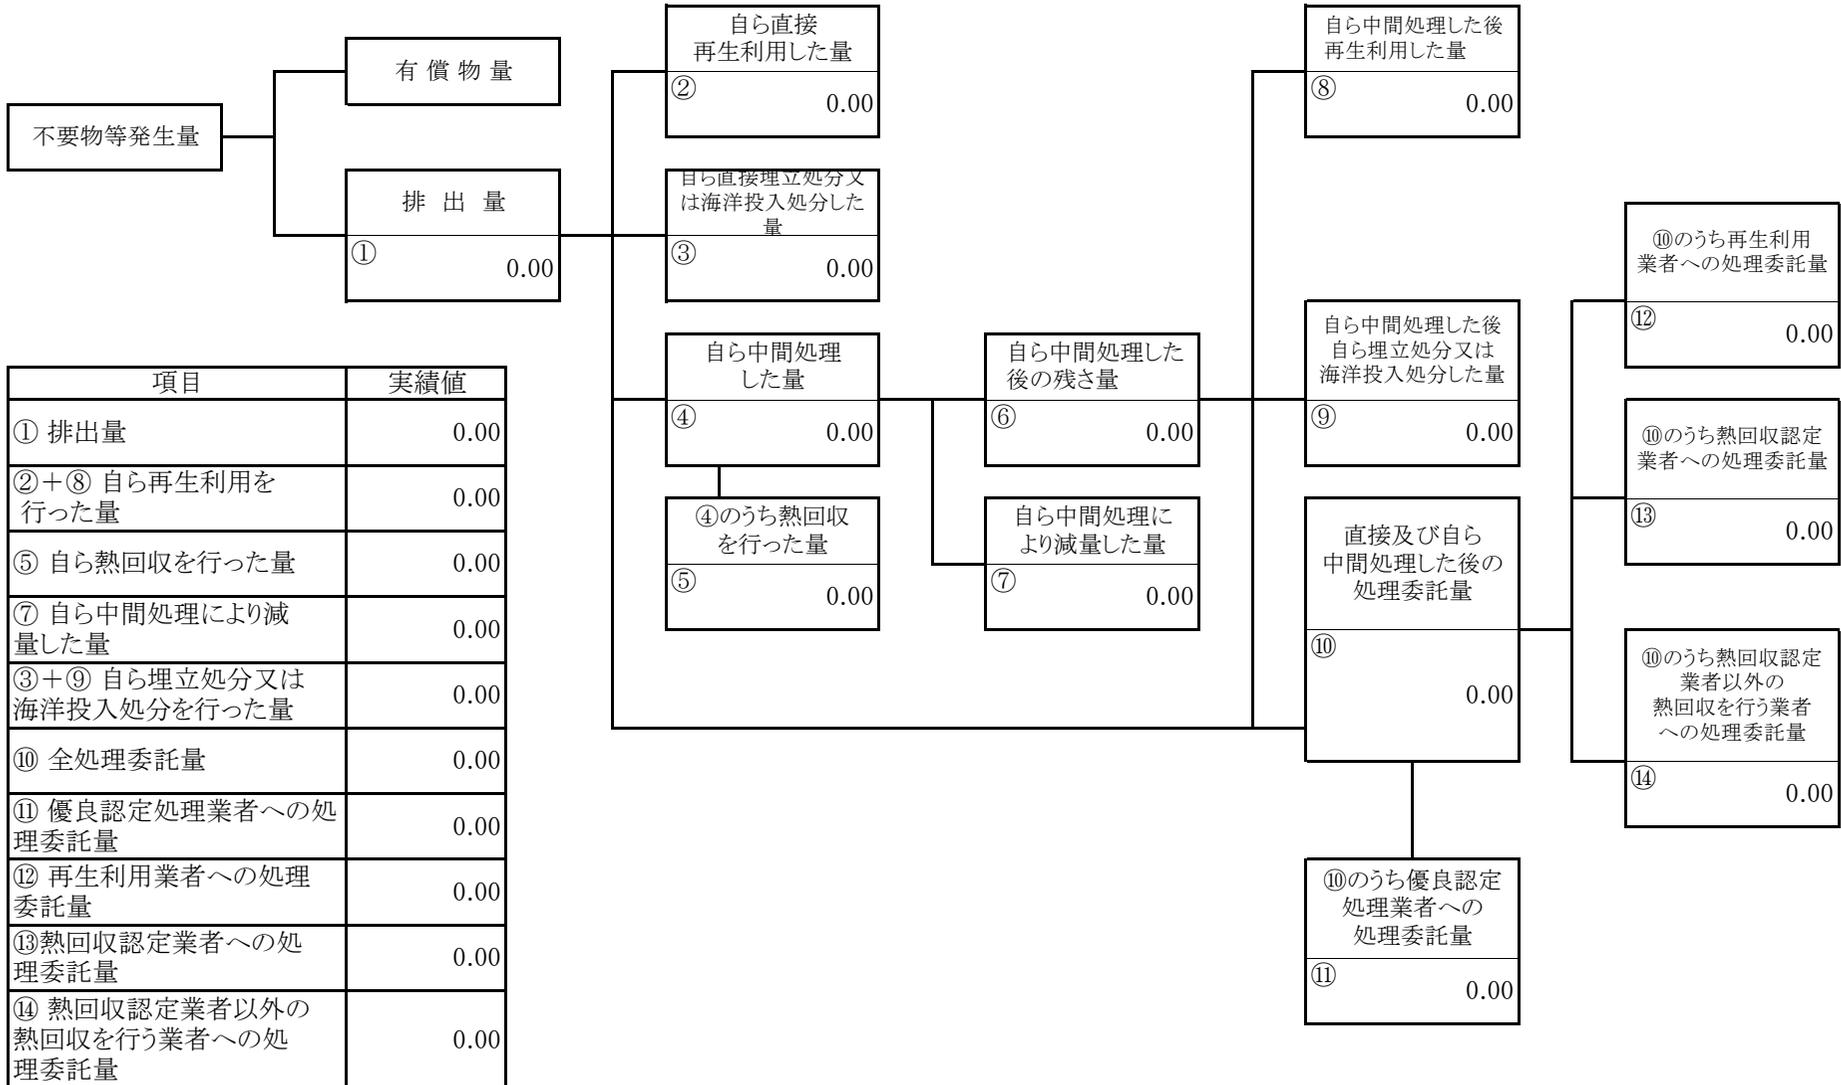 不要物等発生量
有 償 物 量
排 出 量
①
0.00
自ら直接
再生利用した量
②
0.00
自ら直接埋立処分又
は海洋投入処分した
量
③
0.00
自ら中間処理
した量
④
0.00
④のうち熱回収
を行った量
⑤
0.00
自ら中間処理した
後の残さ量
⑥
0.00
自ら中間処理に
より減量した量
⑦
0.00
自ら中間処理した後
再生利用した量
⑧
0.00
自ら中間処理した後
自ら埋立処分又は
海洋投入処分した量
⑨
0.00
直接及び自ら
中間処理した後の
処理委託量
⑩
0.00
⑩のうち優良認定
処理業者への
処理委託量
⑪
0.00
⑩のうち再生利用
業者への処理委託量
⑫
0.00
⑩のうち熱回収認定
業者への処理委託量
⑬
0.00
⑩のうち熱回収認定
業者以外の
熱回収を行う業者
への処理委託量
⑭
0.00
項目 実績値
① 排出量 0.00
②＋⑧ 自ら再生利用を
行った量 0.00
⑤ 自ら熱回収を行った量 0.00
⑦ 自ら中間処理により減
量した量 0.00
③＋⑨ 自ら埋立処分又は
海洋投入処分を行った量 0.00
⑩ 全処理委託量 0.00
⑪ 優良認定処理業者への処
理委託量 0.00
⑫ 再生利用業者への処理
委託量 0.00
⑬熱回収認定業者への処
理委託量 0.00
⑭ 熱回収認定業者以外の
熱回収を行う業者への処
理委託量 0.00